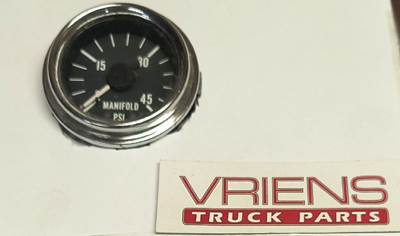 15 30
45
MANIFOLD
PSI
VRIENS
TRUCK PARTS